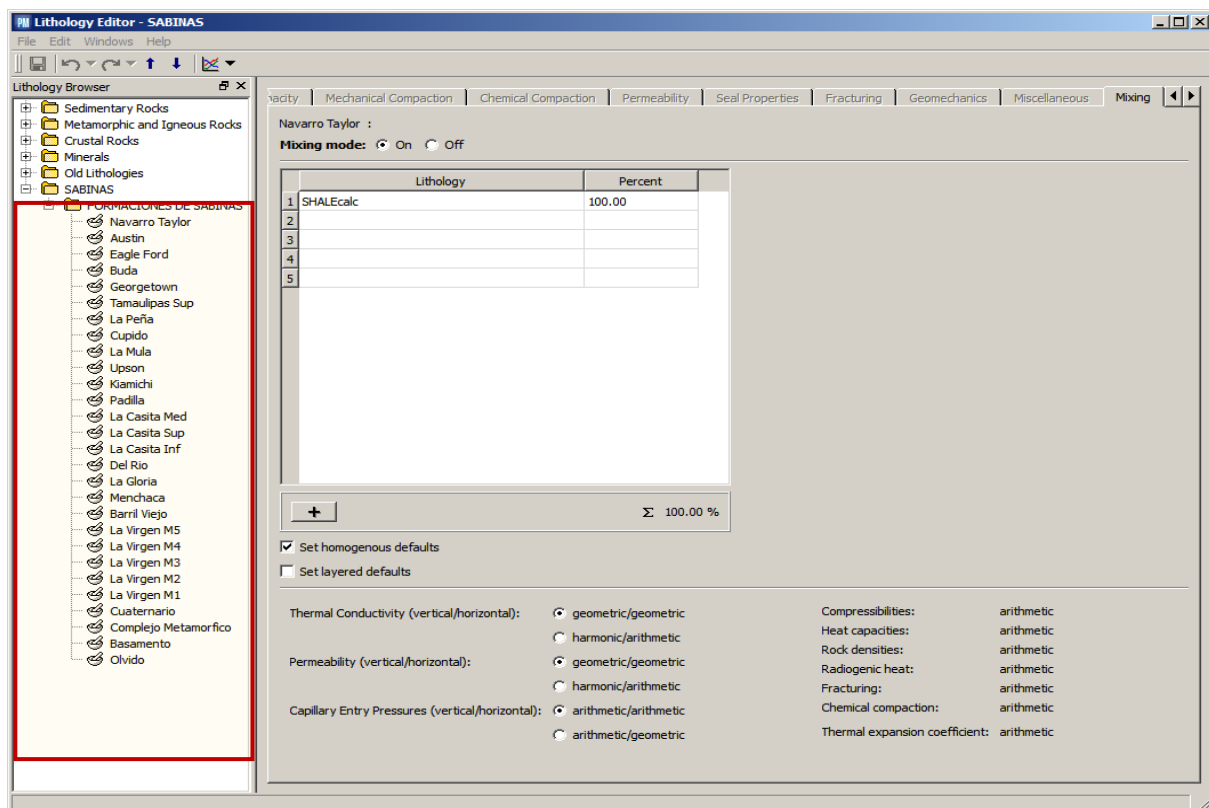 PM Lithology Editor - SABINAS
File Edit Windows Help
Lithology Browser
Sedimentary Rocks
Metamorphic and Igneous Rocks
Crustal Rocks
Minerals
Old Lithologies
SABINAS
FORMACIONES DE SABINAS
Navarro Taylor
Austin
Eagle Ford
Buda
Georgetown
Tamaulipas Sup
La Peña
Cupido
La Mula
Upson
Kiamichi
Padilla
La Casita Med
La Casita Sup
La Casita Inf
Del Rio
La Gloria
Menchaca
Barril Viejo
La Virgen M5
La Virgen M4
La Virgen M3
La Virgen M2
La Virgen M1
Cuaternario
Complejo Metamorfico
Basamento
Olvido
acity Mechanical Compaction Chemical Compaction Permeability Seal Properties Fracturing Geomechanics Miscellaneous Mixing
Navarro Taylor :
Mixing mode: On Off
Lithology Percent
1 SHALEcalc 100.00
2
3
4
5
+ Σ 100.00 %
Set homogenous defaults
Set layered defaults
Thermal Conductivity (vertical/horizontal): geometric/geometric
harmonic/arithmetic
Permeability (vertical/horizontal): geometric/geometric
harmonic/arithmetic
Capillary Entry Pressures (vertical/horizontal): arithmetic/arithmetic
arithmetic/geometric
Compressibilities: arithmetic
Heat capacities: arithmetic
Rock densities: arithmetic
Radiogenic heat: arithmetic
Fracturing: arithmetic
Chemical compaction: arithmetic
Thermal expansion coefficient: arithmetic